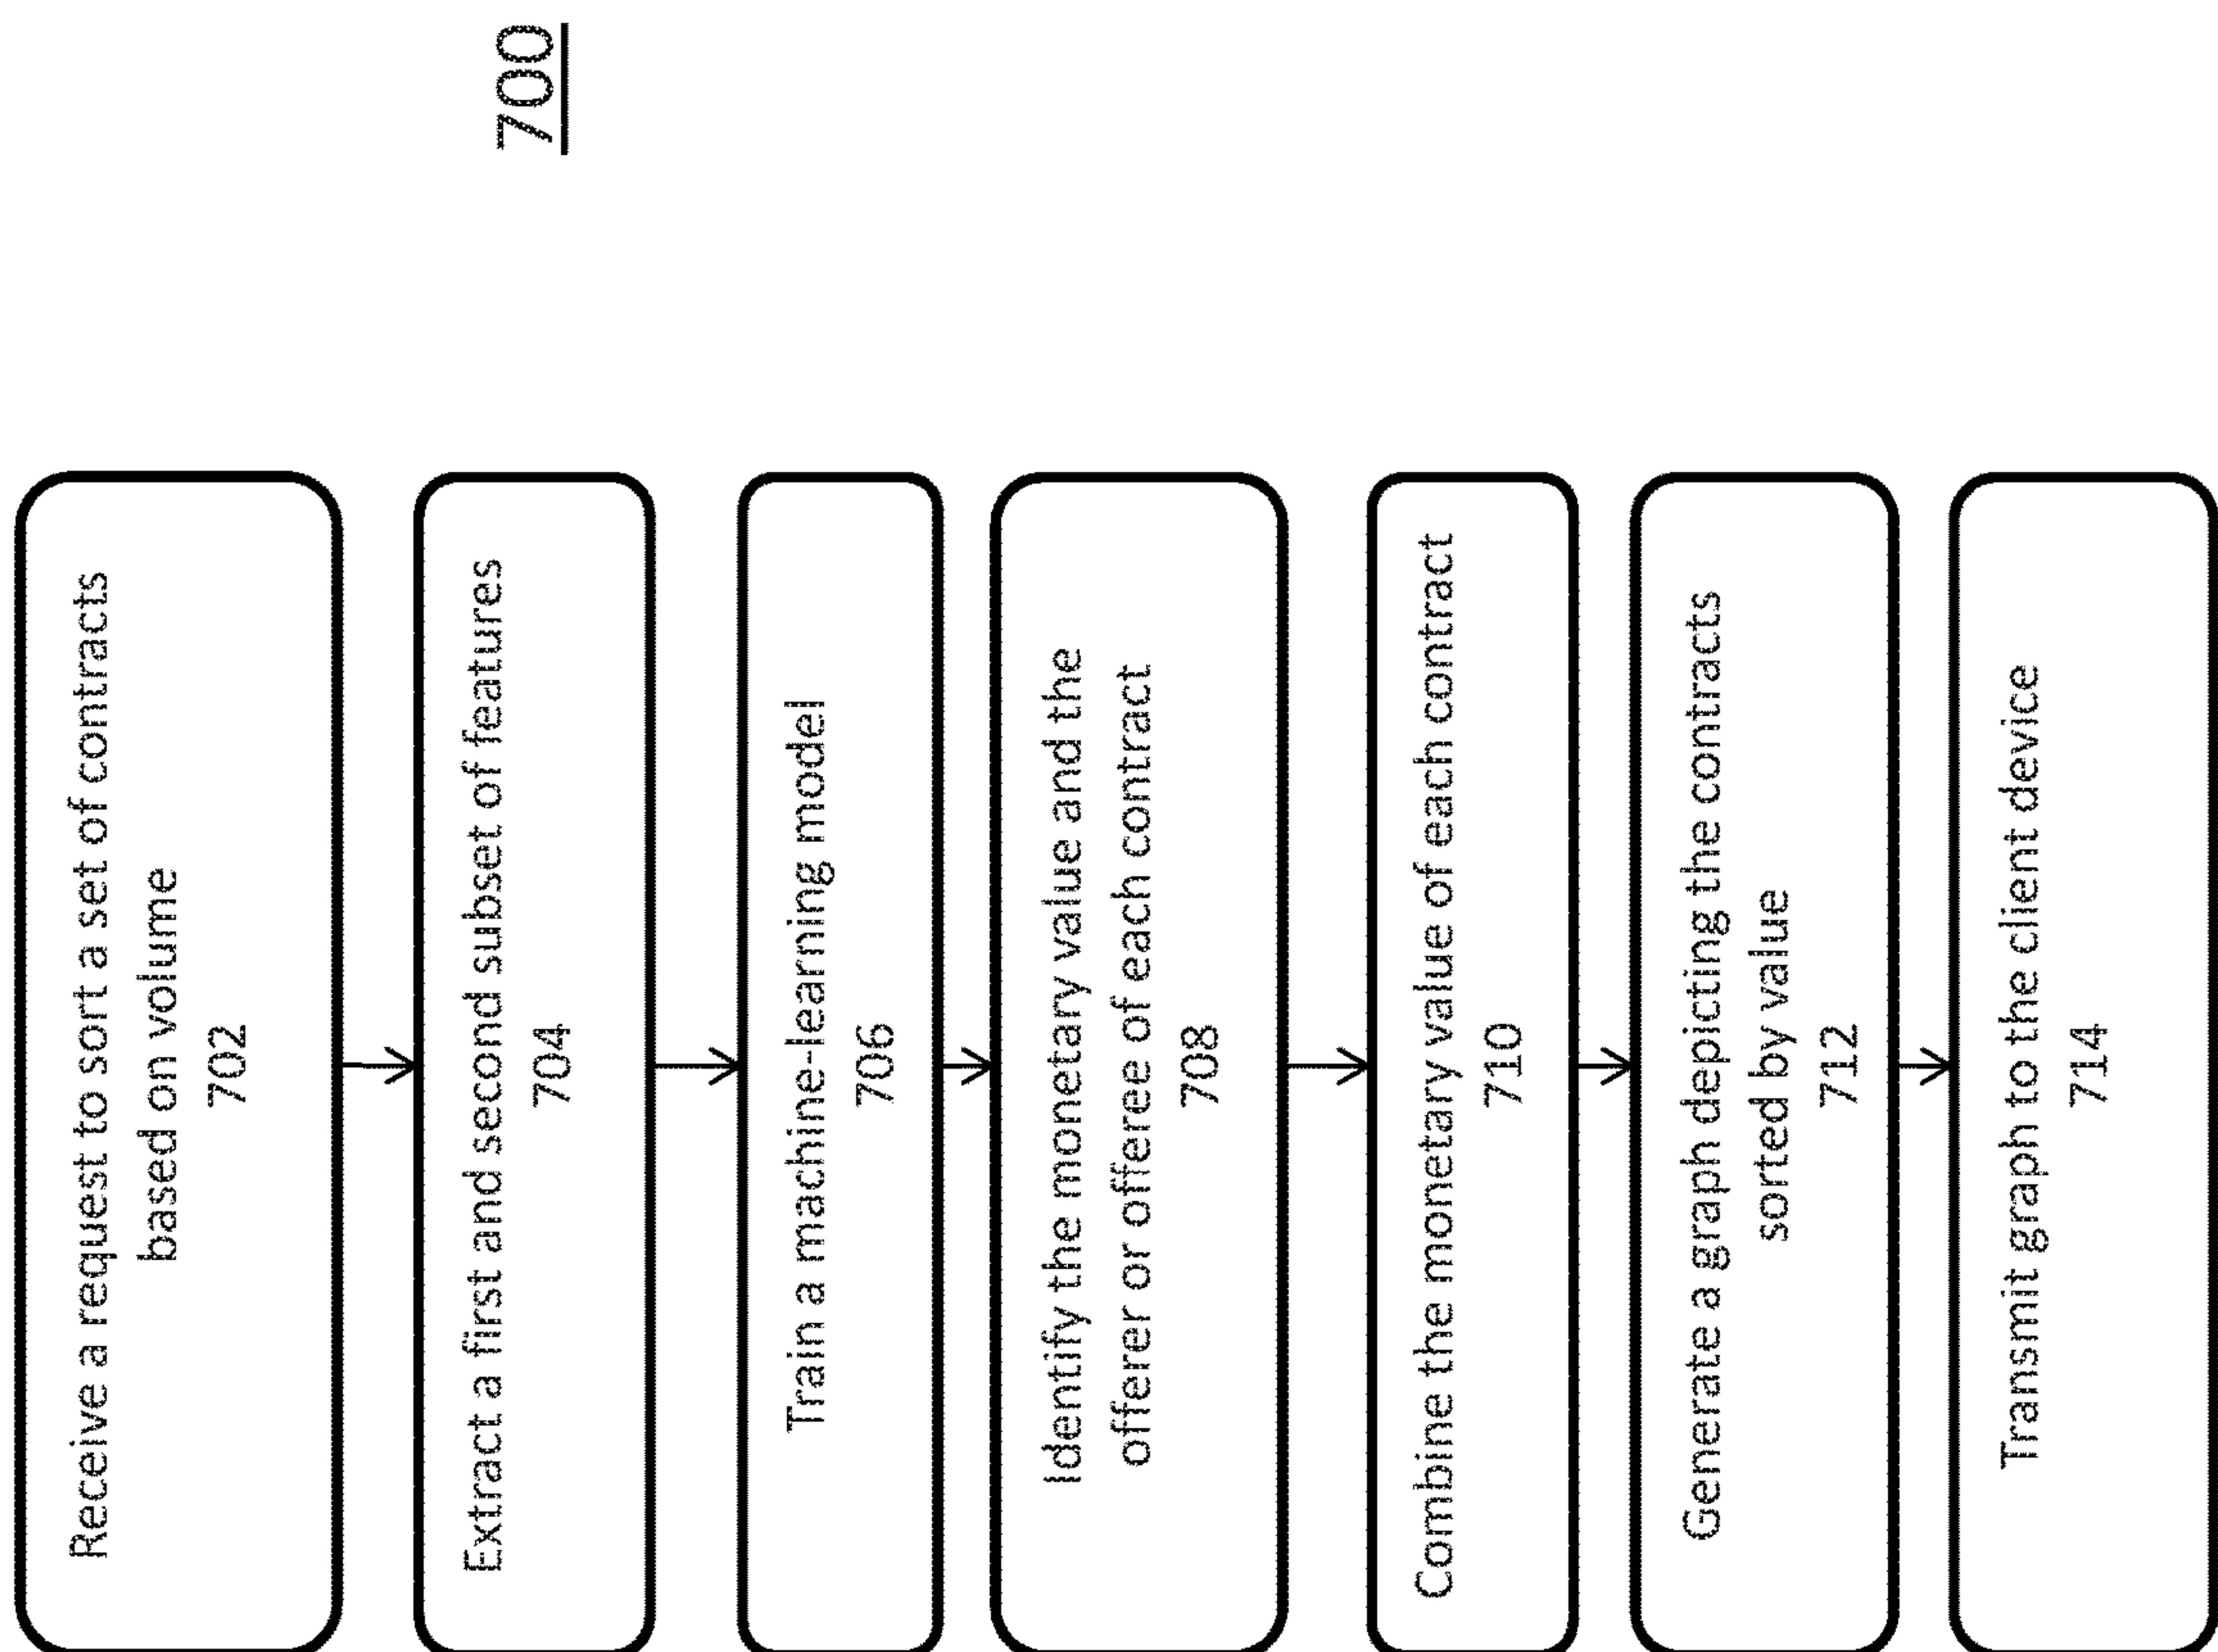 700
Receive a request to sort a set of contracts
based on volume
702
Extract a first and second subset of features
704
Train a machine-learning model
706
Identify the monetary value and the
offerer or offeree of each contract
708
Combine the monetary value of each contract
710
Generate a graph depicting the contracts
sorted by value
712
Transmit graph to the client device
714